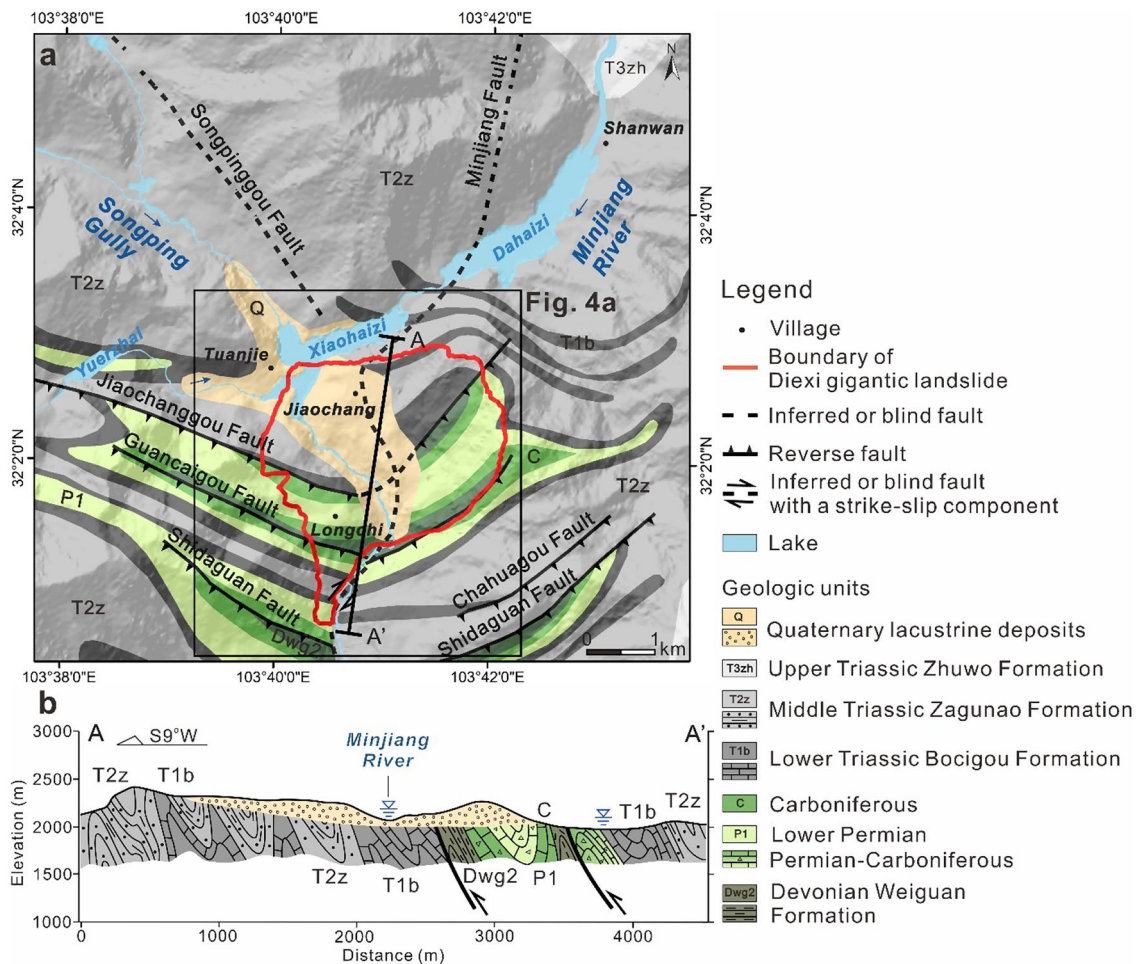 103°38'0"E 103°40'0"E 103°42'0"E
a
N
T3zh
Songpinggou Fault
Minjiang Fault
Shanwan
T2z
32°4'0"N
32°4'0"N
Songping
Gully
Dahaizi
Minjiang
River
T2z
Fig. 4a
Q
Xiaohaizi
A
T1b
Yuerzhai
Tuanjie
Jiaochang
Jiaochanggou Fault
32°2'0"N
32°2'0"N
C
T2z
Guancaigou Fault
P1
Longchi
Shidaguan Fault
Chahuagou Fault
Shidaguan Fault
T2z
Dwg2
A'
0 1
km
103°38'0"E 103°40'0"E 103°42'0"E
Legend
Village
Boundary of
Diexi gigantic landslide
Inferred or blind fault
Reverse fault
Inferred or blind fault
with a strike-slip component
Lake
Geologic units
Q
Quaternary lacustrine deposits
T3zh
Upper Triassic Zhuwo Formation
T2z
Middle Triassic Zagunao Formation
T1b
Lower Triassic Bocigou Formation
C
Carboniferous
P1
Lower Permian
Permian-Carboniferous
Dwg2
Devonian Weiguan
Formation
b
3000 A S9°W Minjiang
River A'
T2z T1b C T1b T2z
2500
2000
1500
1000
T2z T1b Dwg2 P1
Elevation (m)
0 1000 2000 3000 4000
Distance (m)